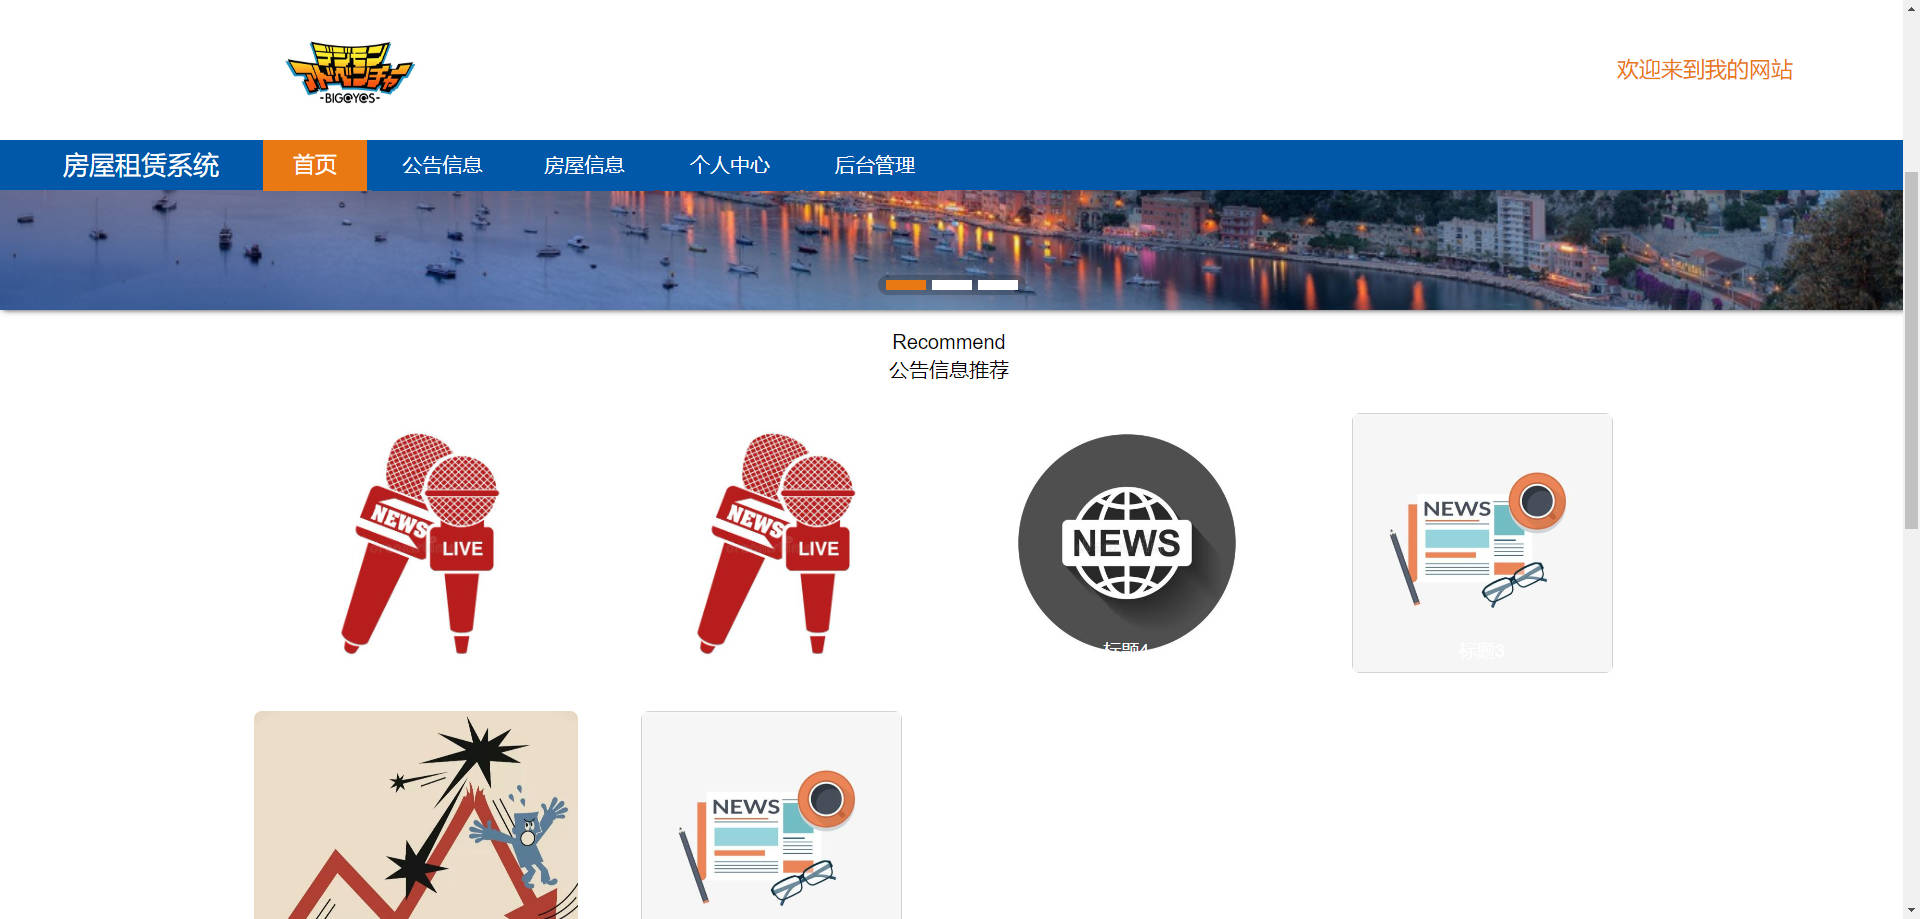 デジモン
アドベンチャー
-BIGEYES-
欢迎来到我的网站
房屋租赁系统
首页
公告信息
房屋信息
个人中心
后台管理
Recommend
公告信息推荐
NEWS
LIVE
NEWS
LIVE
NEWS
标题4
NEWS
标题3
NEWS